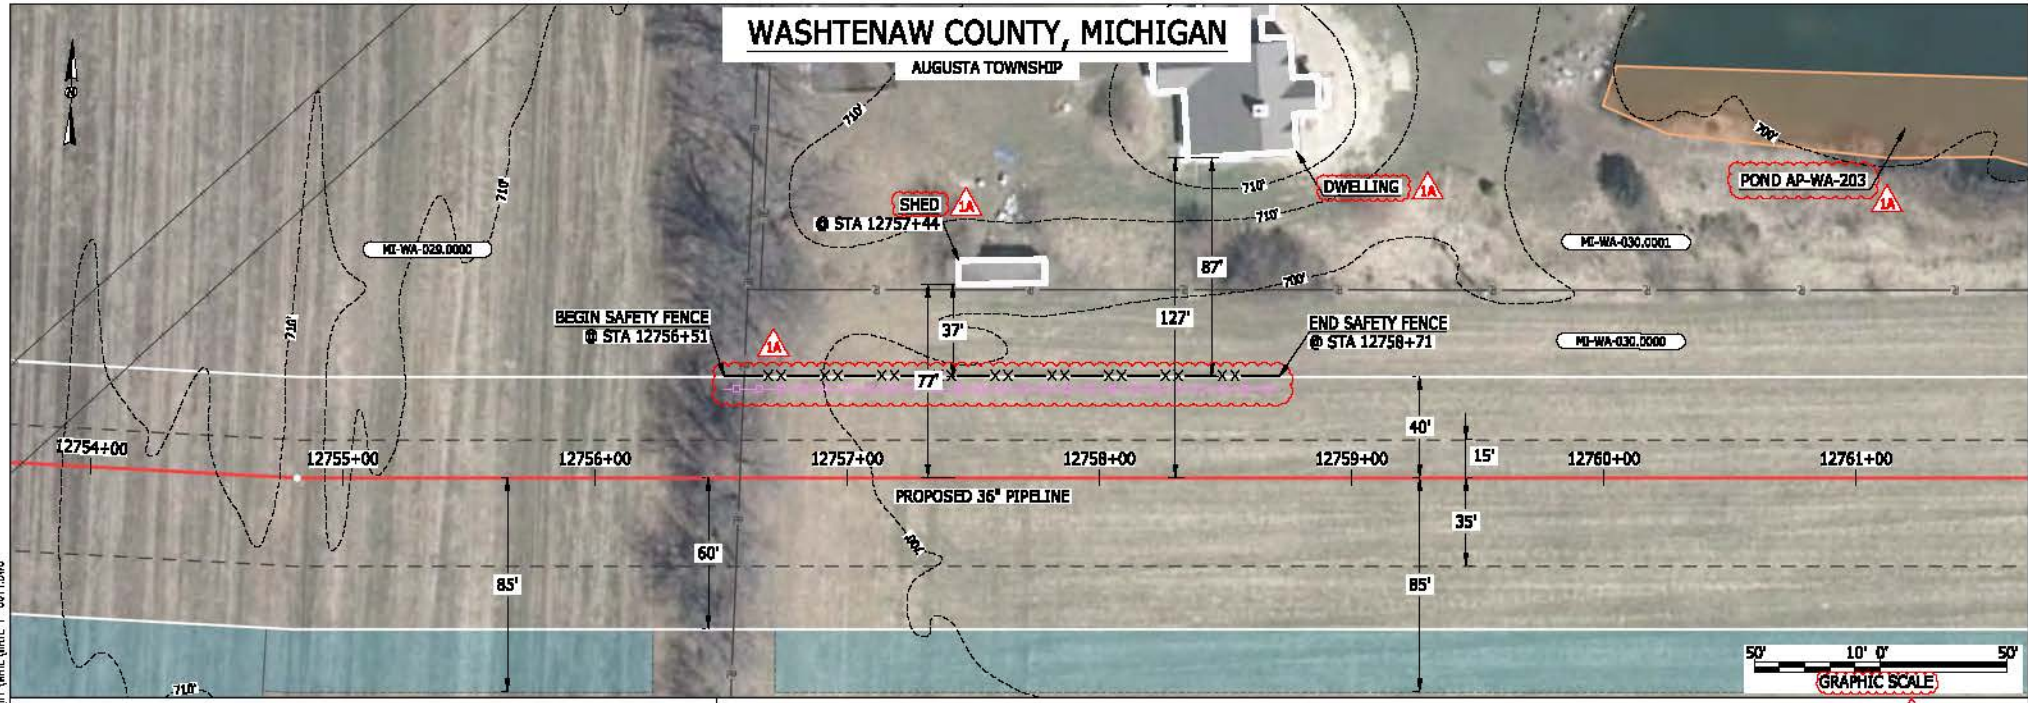 WASHTENAW COUNTY, MICHIGAN
AUGUSTA TOWNSHIP
N
710'
710'
710'
710'
710'
700'
SHED
1A
@ STA 12757+44
DWELLING
1A
POND AP-WA-203
1A
MI-WA-029.0000
MI-WA-030.0001
87'
700'
BEGIN SAFETY FENCE
@ STA 12756+51
1A
37'
127'
END SAFETY FENCE
@ STA 12758+71
MI-WA-030.0000
77'
40'
15'
12754+00
12755+00
12756+00
12757+00
12758+00
12759+00
12760+00
12761+00
PROPOSED 36" PIPELINE
35'
700'
60'
85'
85'
710'
50'
10'
0'
50'
GRAPHIC SCALE